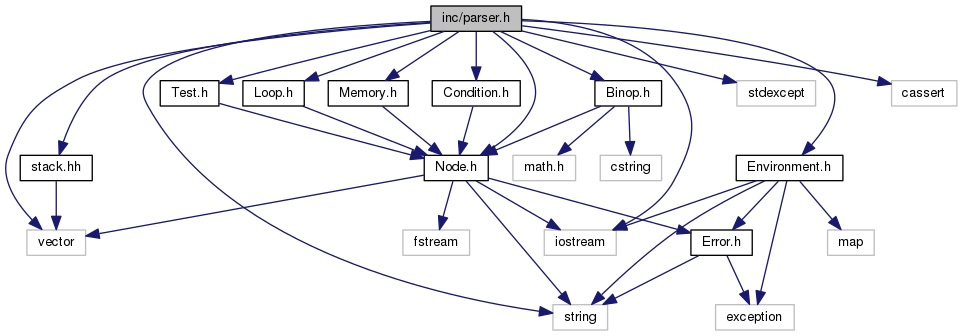 inc/parser.h
Test.h
Loop.h
Memory.h
Condition.h
Binop.h
stdexcept
cassert
stack.hh
Node.h
math.h
cstring
Environment.h
vector
fstream
iostream
Error.h
map
string
exception